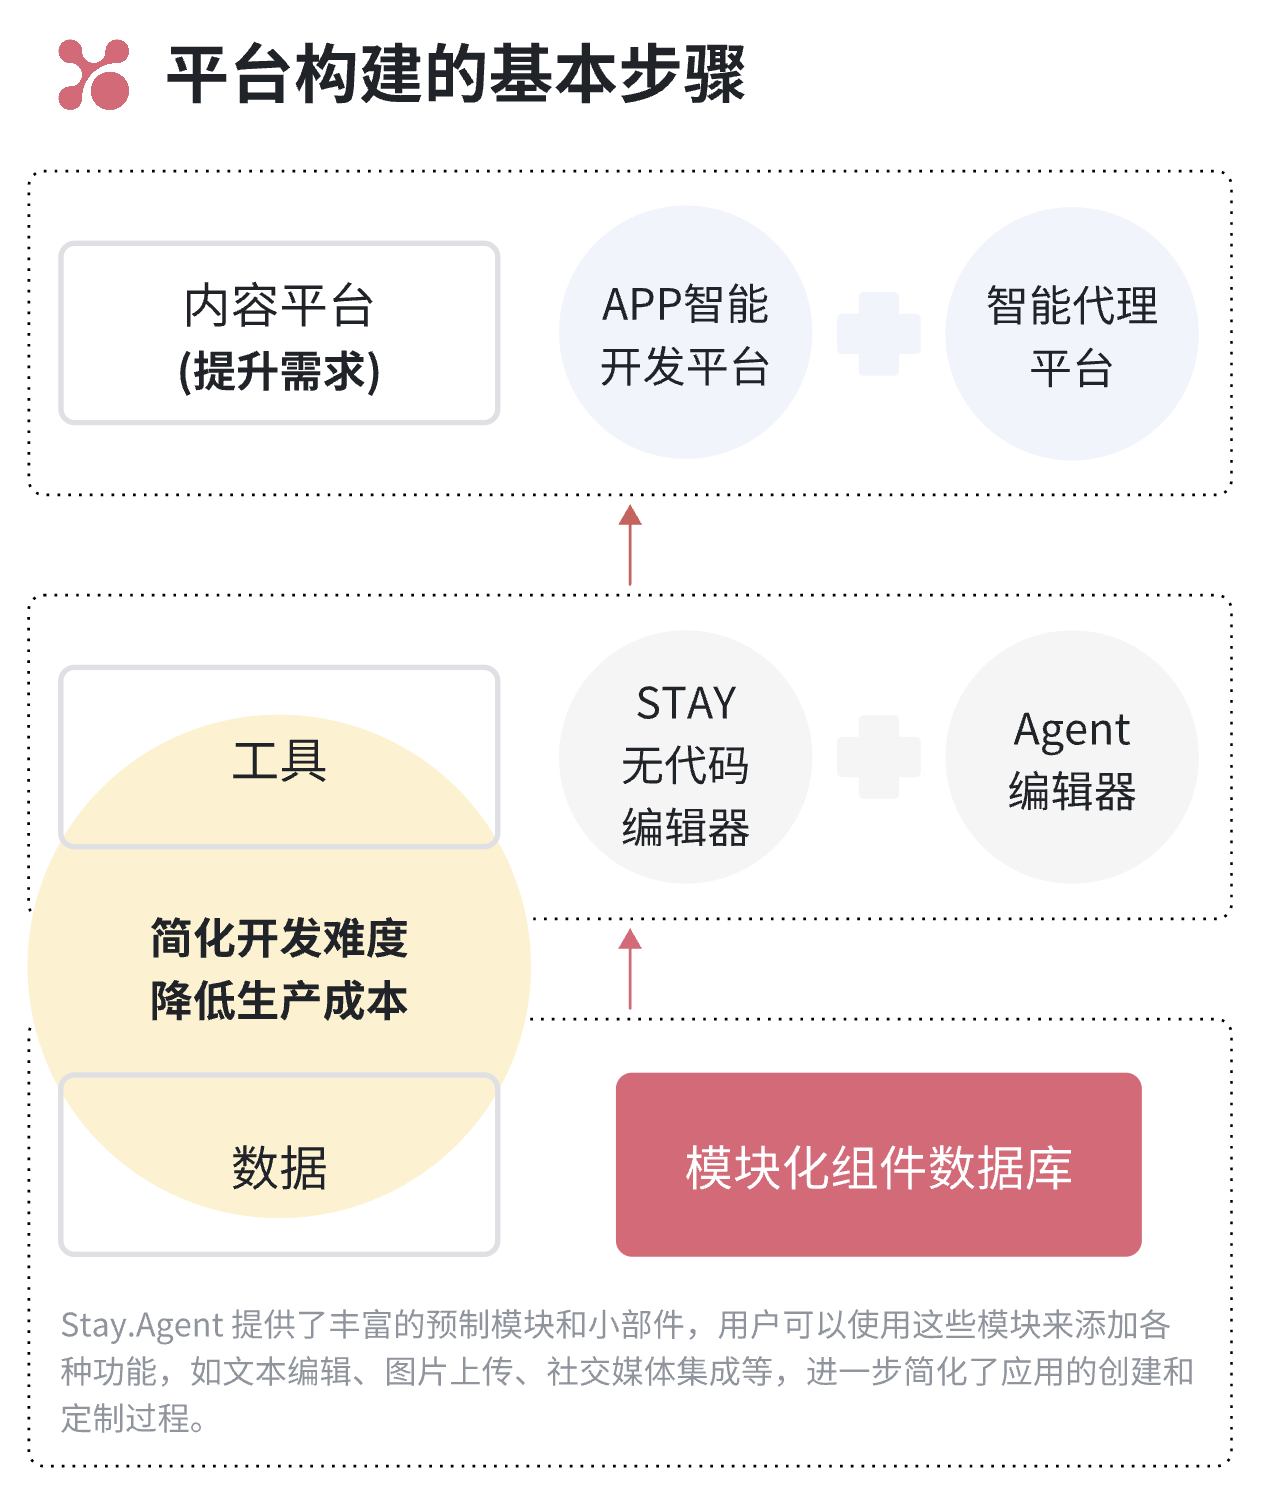 平台构建的基本步骤
内容平台
(提升需求)
APP智能
开发平台
智能代理
平台
工具
STAY
无代码
编辑器
Agent
编辑器
简化开发难度
降低生产成本
数据
模块化组件数据库
Stay.Agent 提供了丰富的预制模块和小部件，用户可以使用这些模块来添加各
种功能，如文本编辑、图片上传、社交媒体集成等，进一步简化了应用的创建和
定制过程。